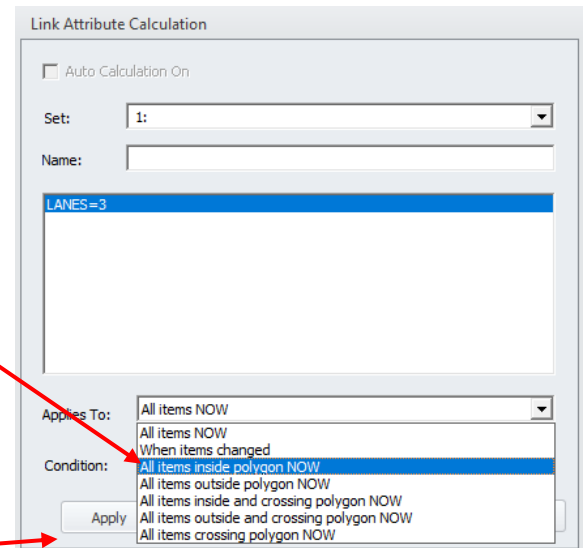 Link Attribute Calculation
Auto Calculation On
Set: 1:
Name:
LANES=3
Applies To: All items NOW
All items NOW
When items changed
Condition: All items inside polygon NOW
All items outside polygon NOW
All items inside and crossing polygon NOW
Apply All items outside and crossing polygon NOW
All items crossing polygon NOW